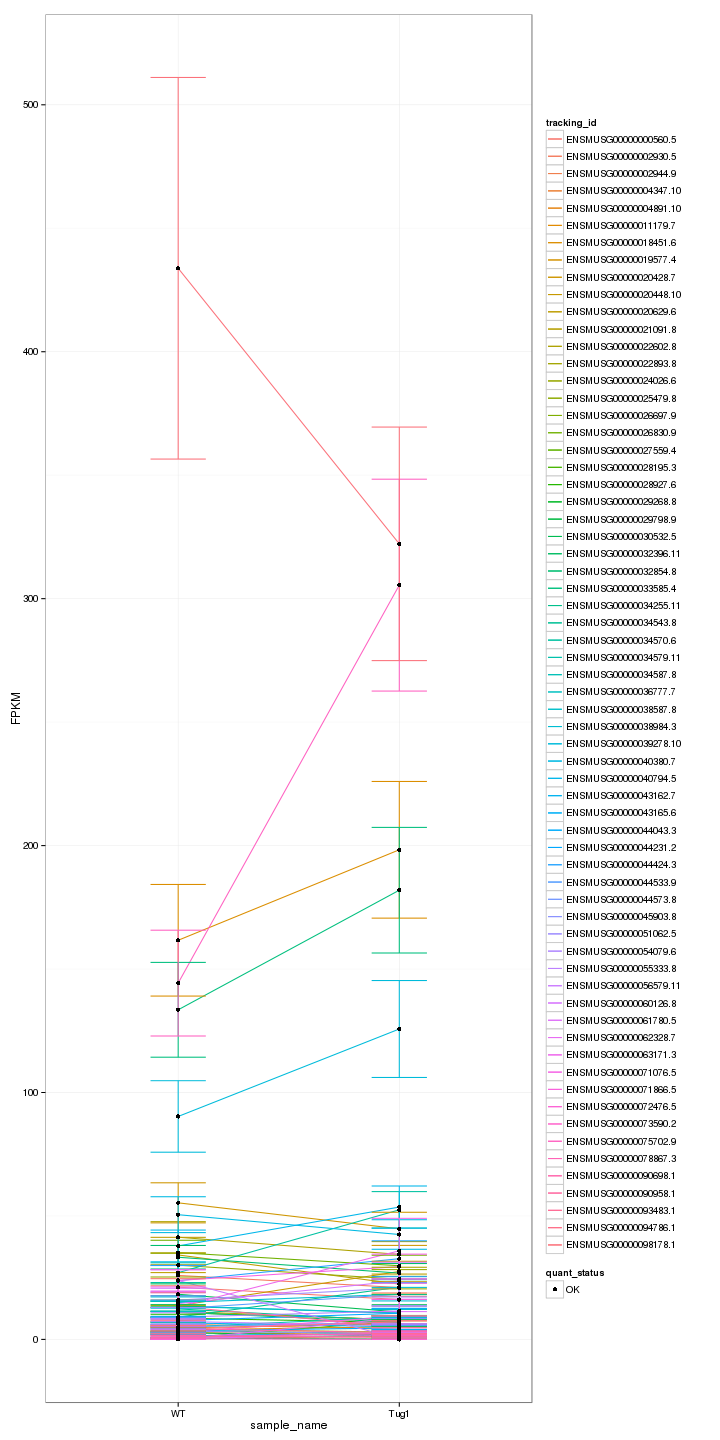 500
400
300
200
100
0
FPKM
WT
Tug1
sample_name
tracking_id
ENSMUSG00000000560.5
ENSMUSG00000002930.5
ENSMUSG00000002944.9
ENSMUSG00000004347.10
ENSMUSG00000004891.10
ENSMUSG00000011179.7
ENSMUSG00000018451.6
ENSMUSG00000019577.4
ENSMUSG00000020428.7
ENSMUSG00000020448.10
ENSMUSG00000020629.6
ENSMUSG00000021091.8
ENSMUSG00000022602.8
ENSMUSG00000022893.8
ENSMUSG00000024026.6
ENSMUSG00000025479.8
ENSMUSG00000026697.9
ENSMUSG00000026830.9
ENSMUSG00000027559.4
ENSMUSG00000028195.3
ENSMUSG00000028927.6
ENSMUSG00000029268.8
ENSMUSG00000029798.9
ENSMUSG00000030532.5
ENSMUSG00000032396.11
ENSMUSG00000032854.8
ENSMUSG00000033585.4
ENSMUSG00000034255.11
ENSMUSG00000034543.8
ENSMUSG00000034570.6
ENSMUSG00000034579.11
ENSMUSG00000034587.8
ENSMUSG00000036777.7
ENSMUSG00000038587.8
ENSMUSG00000038984.3
ENSMUSG00000039278.10
ENSMUSG00000040380.7
ENSMUSG00000040794.5
ENSMUSG00000043162.7
ENSMUSG00000043165.6
ENSMUSG00000044043.3
ENSMUSG00000044231.2
ENSMUSG00000044424.3
ENSMUSG00000044533.9
ENSMUSG00000044573.8
ENSMUSG00000045903.8
ENSMUSG00000051062.5
ENSMUSG00000054079.6
ENSMUSG00000055333.8
ENSMUSG00000056579.11
ENSMUSG00000060126.8
ENSMUSG00000061780.5
ENSMUSG00000062328.7
ENSMUSG00000063171.3
ENSMUSG00000071076.5
ENSMUSG00000071866.5
ENSMUSG00000072476.5
ENSMUSG00000073590.2
ENSMUSG00000075702.9
ENSMUSG00000078867.3
ENSMUSG00000090698.1
ENSMUSG00000090958.1
ENSMUSG00000093483.1
ENSMUSG00000094786.1
ENSMUSG00000098178.1
quant_status
OK